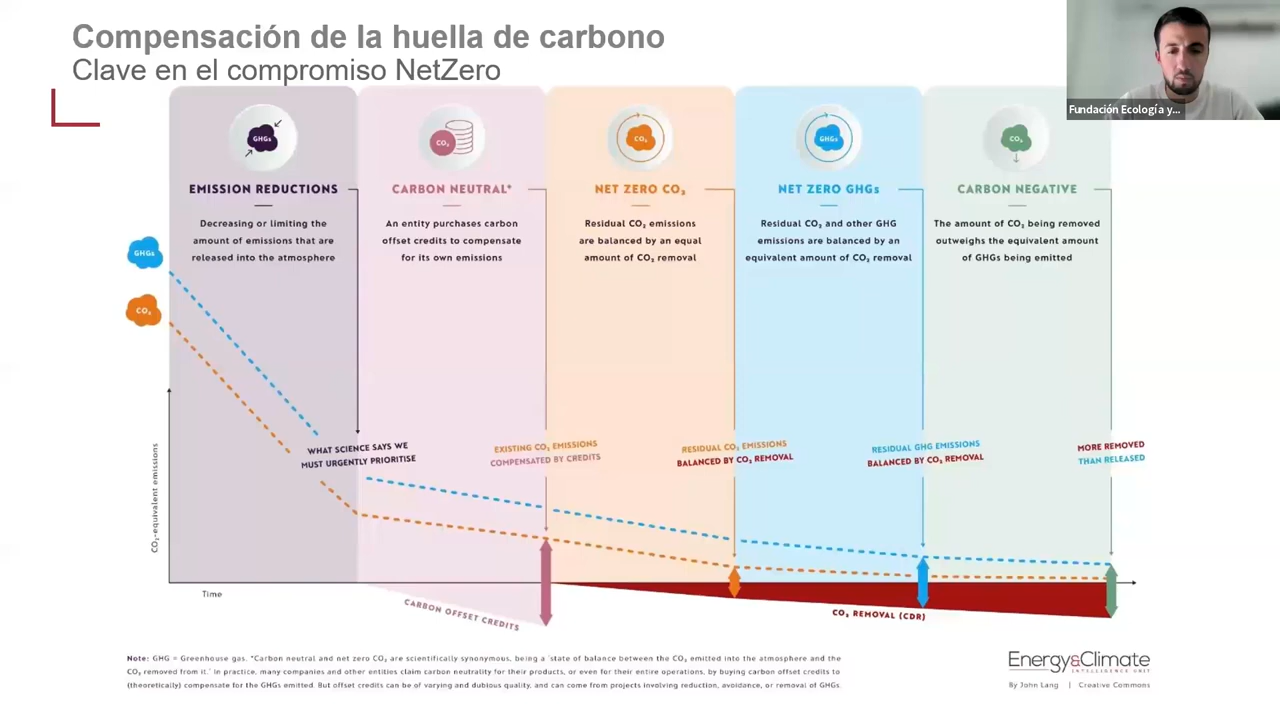 Compensación de la huella de carbono
Clave en el compromiso NetZero
Fundación Ecología y...
GHGs
CO₂
CO₂
GHGs
CO₂
EMISSION REDUCTIONS
Decreasing or limiting the
amount of emissions that are
released into the atmosphere
CARBON NEUTRAL*
An entity purchases carbon
offset credits to compensate
for its own emissions
NET ZERO CO₂
Residual CO₂ emissions
are balanced by an equal
amount of CO₂ removal
NET ZERO GHGs
Residual CO₂ and other GHG
emissions are balanced by an
equivalent amount of CO₂ removal
CARBON NEGATIVE
The amount of CO₂ being removed
outweighs the equivalent amount
of GHGs being emitted
GHGs
CO₂
WHAT SCIENCE SAYS WE
MUST URGENTLY PRIORITISE
EXISTING CO₂ EMISSIONS
COMPENSATED BY CREDITS
RESIDUAL CO₂ EMISSIONS
BALANCED BY CO₂ REMOVAL
RESIDUAL GHG EMISSIONS
BALANCED BY CO₂ REMOVAL
MORE REMOVED
THAN RELEASED
CO₂-equivalent emissions
Time
CARBON OFFSET CREDITS
CO₂ REMOVAL (CDR)
Note: GHG = Greenhouse gas. *Carbon neutral and net zero CO₂ are scientifically synonymous, being a 'state of balance between the CO₂ emitted into the atmosphere and the
CO₂ removed from it.' In practice, many companies and other entities claim carbon neutrality for their products, or even for their entire operations, by buying carbon offset credits to
(theoretically) compensate for the GHGs emitted. But offset credits can be of varying and dubious quality, and can come from projects involving reduction, avoidance, or removal of GHGs.
Energy&Climate
INTELLIGENCE UNIT
By John Lang | Creative Commons